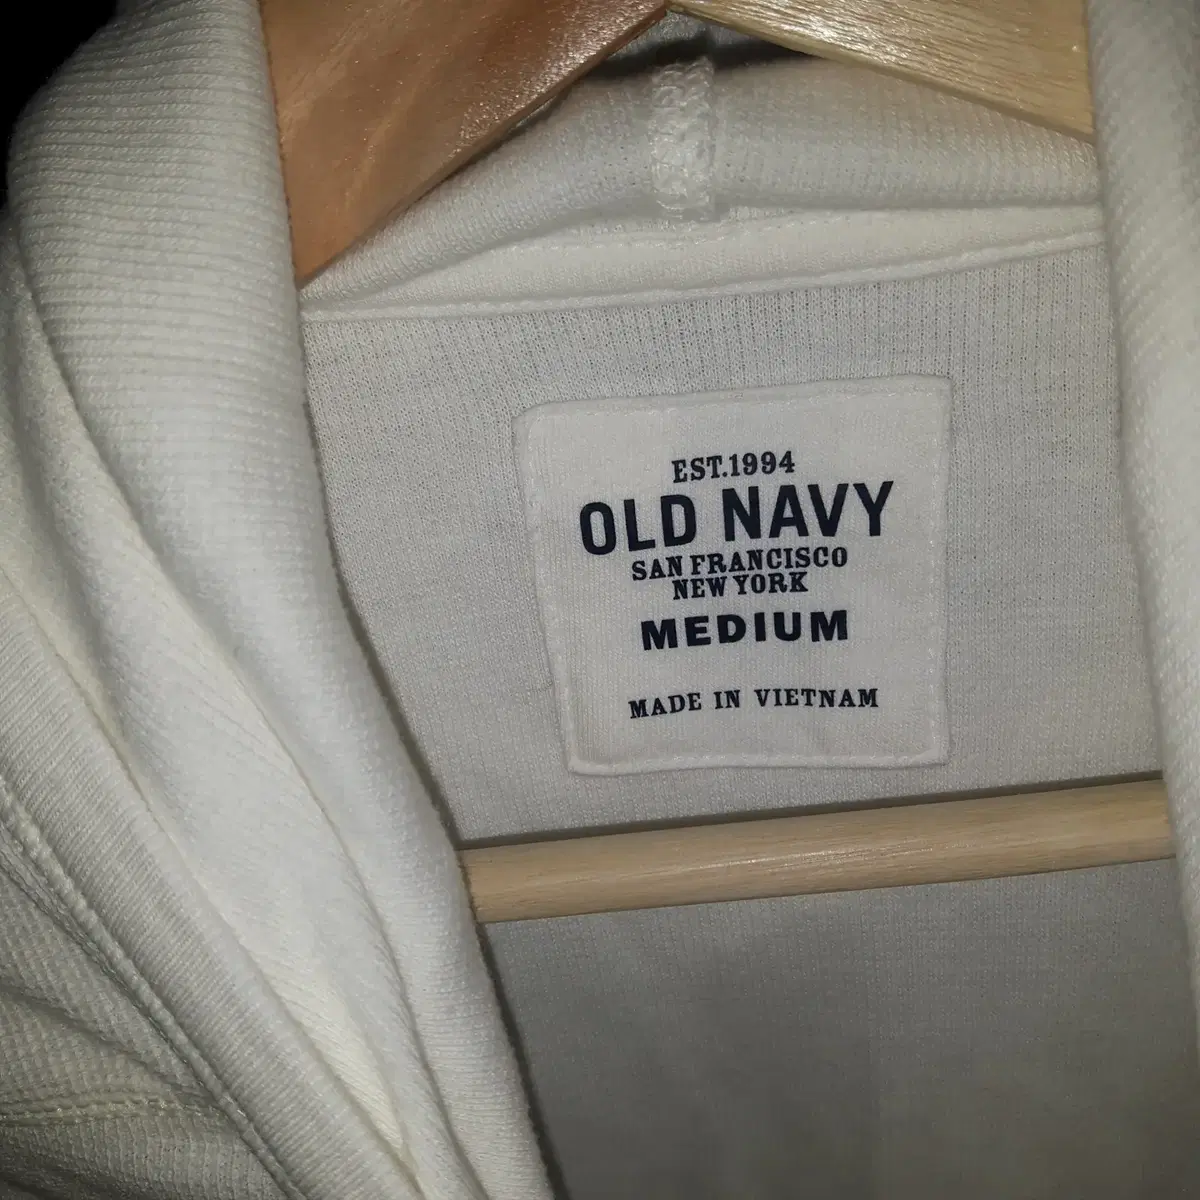 EST.1994
OLD NAVY
SAN FRANCISCO
NEW YORK
MEDIUM
MADE IN VIETNAM